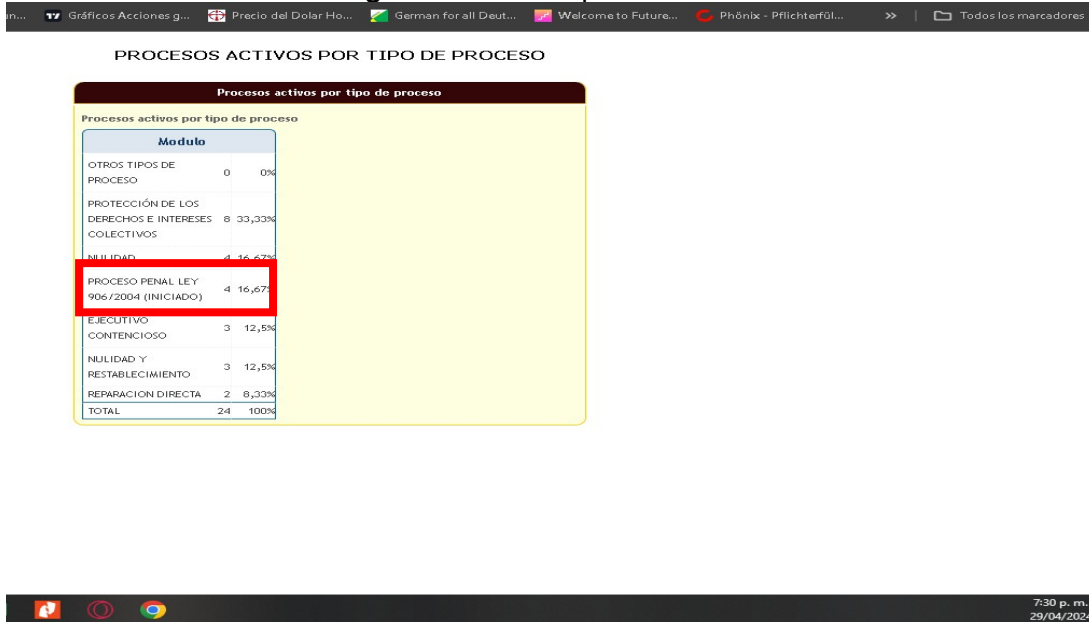 Gráficos Acciones g... Precio del Dolar Ho... German for all Deut... Welcome to Future... Phönix - Pflichterfül... » Todos los marcadores
PROCESOS ACTIVOS POR TIPO DE PROCESO
Procesos activos por tipo de proceso
Procesos activos por tipo de proceso
Modulo
OTROS TIPOS DE
PROCESO 0 0%
PROTECCIÓN DE LOS
DERECHOS E INTERESES 8 33,33%
COLECTIVOS
NULIDAD 4 16,67%
PROCESO PENAL LEY
906/2004 (INICIADO) 4 16,67%
EJECUTIVO
CONTENCIOSO 3 12,5%
NULIDAD Y
RESTABLECIMIENTO 3 12,5%
REPARACION DIRECTA 2 8,33%
TOTAL 24 100%
7:30 p. m.
29/04/2024